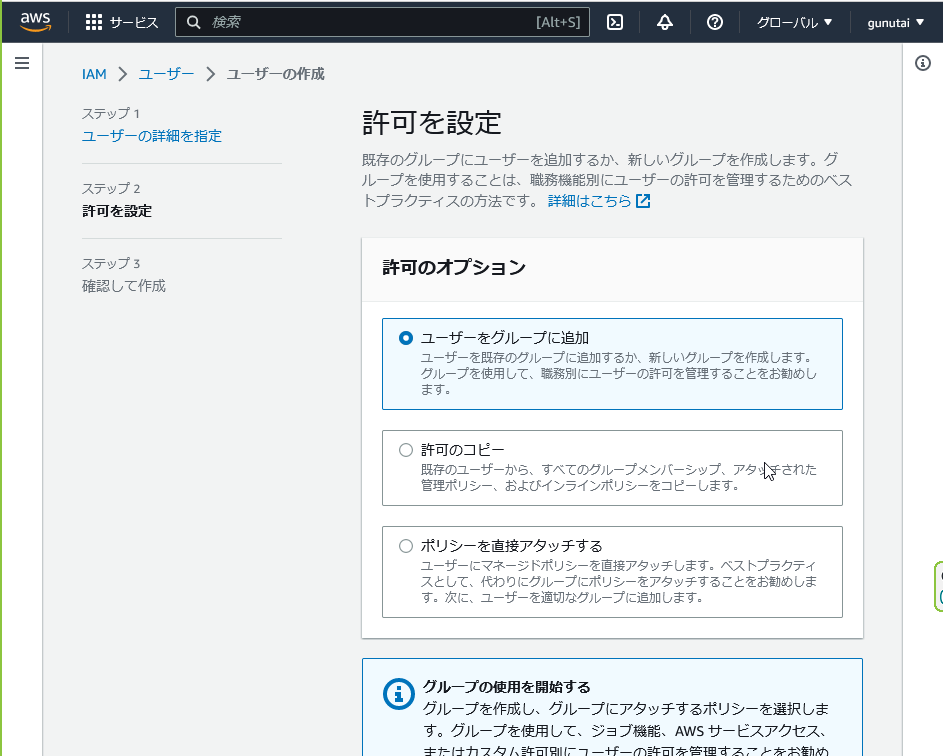 aws
サービス
検索
[Alt+S]
グローバル
gunutai
IAM
ユーザー
ユーザーの作成
ステップ 1
ユーザーの詳細を指定
ステップ 2
許可を設定
ステップ 3
確認して作成
許可を設定
既存のグループにユーザーを追加するか、新しいグループを作成します。グ
ループを使用することは、職務機能別にユーザーの許可を管理するためのベス
トプラクティスの方法です。 詳細はこちら
許可のオプション
ユーザーをグループに追加
ユーザーを既存のグループに追加するか、新しいグループを作成します。
グループを使用して、職務別にユーザーの許可を管理することをお勧めし
ます。
許可のコピー
既存のユーザーから、すべてのグループメンバーシップ、アタッチされた
管理ポリシー、およびインラインポリシーをコピーします。
ポリシーを直接アタッチする
ユーザーにマネージドポリシーを直接アタッチします。ベストプラクティ
スとして、代わりにグループにポリシーをアタッチすることをお勧めしま
す。次に、ユーザーを適切なグループに追加します。
グループの使用を開始する
グループを作成し、グループにアタッチするポリシーを選択しま
す。グループを使用して、ジョブ機能、AWS サービスアクセス、
またはカスタム許可別にユーザーの許可を管理することをお勧め